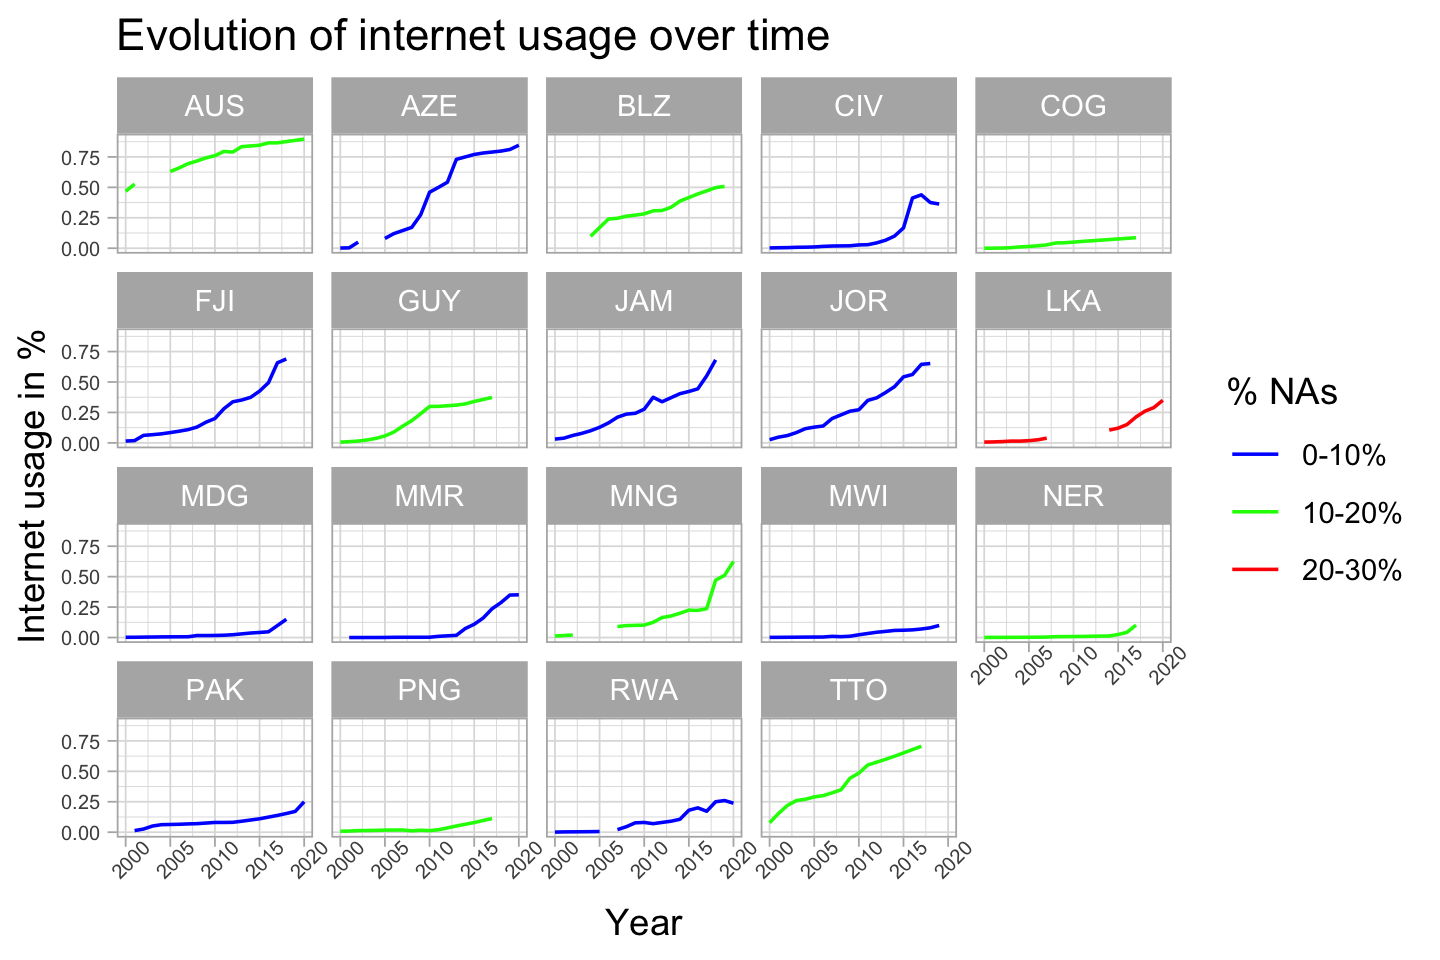 Evolution of internet usage over time
AUS AZE BLZ CIV COG
0.75
0.50
0.25
0.00
FJI GUY JAM JOR LKA
0.75
0.50
0.25
0.00
MDG MMR MNG MWI NER
0.75
0.50
0.25
0.00
2000 2005 2010 2015 2020
PAK PNG RWA TTO
0.75
0.50
0.25
0.00
2000 2005 2010 2015 2020 2000 2005 2010 2015 2020 2000 2005 2010 2015 2020 2000 2005 2010 2015 2020
Year
Internet usage in %
% NAs
0-10%
10-20%
20-30%